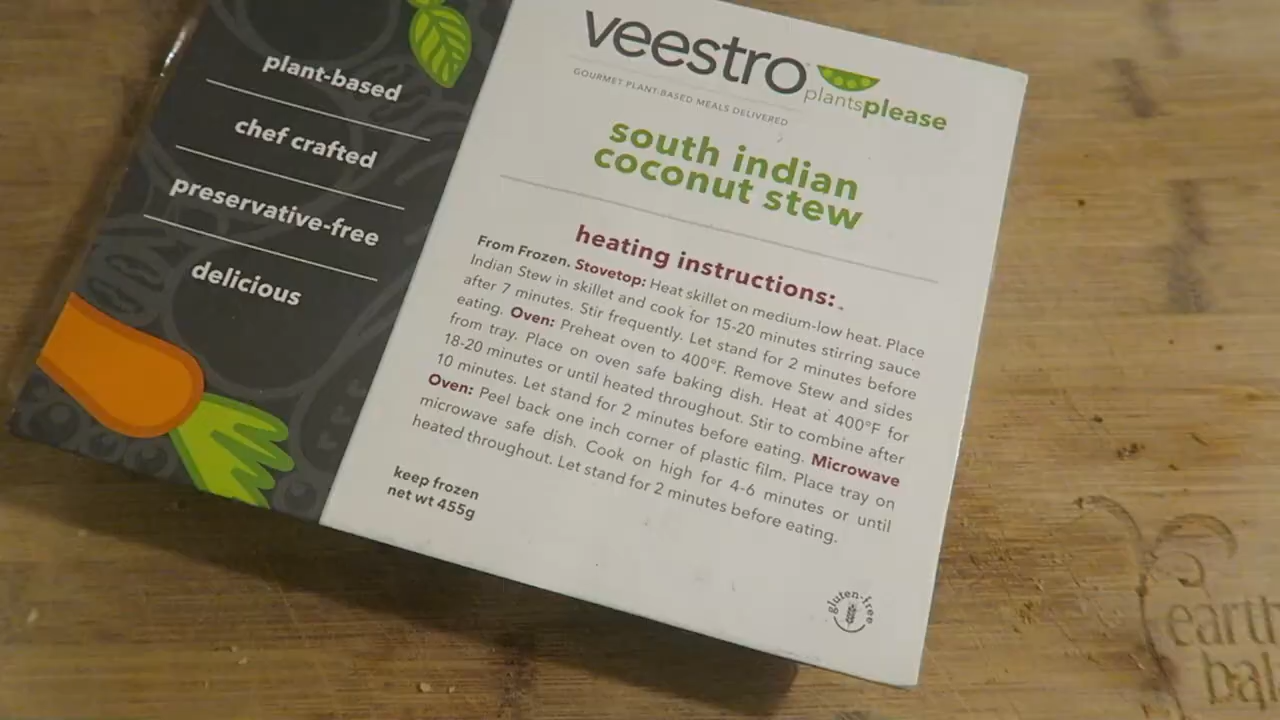 plant-based
chef crafted
preservative-free
delicious
veestro
plantsplease
GOURMET PLANT-BASED MEALS DELIVERED
south indian
coconut stew
heating instructions:
From Frozen. Stovetop: Heat skillet on medium-low heat. Place
Indian Stew in skillet and cook for 15-20 minutes stirring sauce
after 7 minutes. Stir frequently. Let stand for 2 minutes before
eating. Oven: Preheat oven to 400°F. Remove Stew and sides
from tray. Place on oven safe baking dish. Heat at 400°F for
18-20 minutes or until heated throughout. Stir to combine after
10 minutes. Let stand for 2 minutes before eating. Microwave
Oven: Peel back one inch corner of plastic film. Place tray on
microwave safe dish. Cook on high for 4-6 minutes or until
heated throughout. Let stand for 2 minutes before eating.
keep frozen
net wt 455g
gluten-free
earth